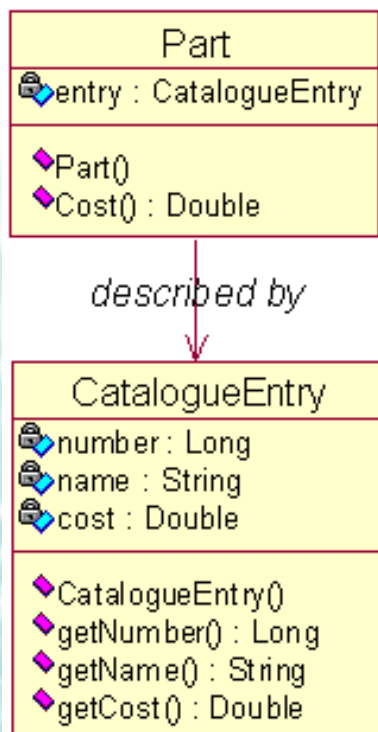 Part
entry : CatalogueEntry
Part()
Cost() : Double
described by
CatalogueEntry
number : Long
name : String
cost : Double
CatalogueEntry()
getNumber() : Long
getName() : String
getCost() : Double